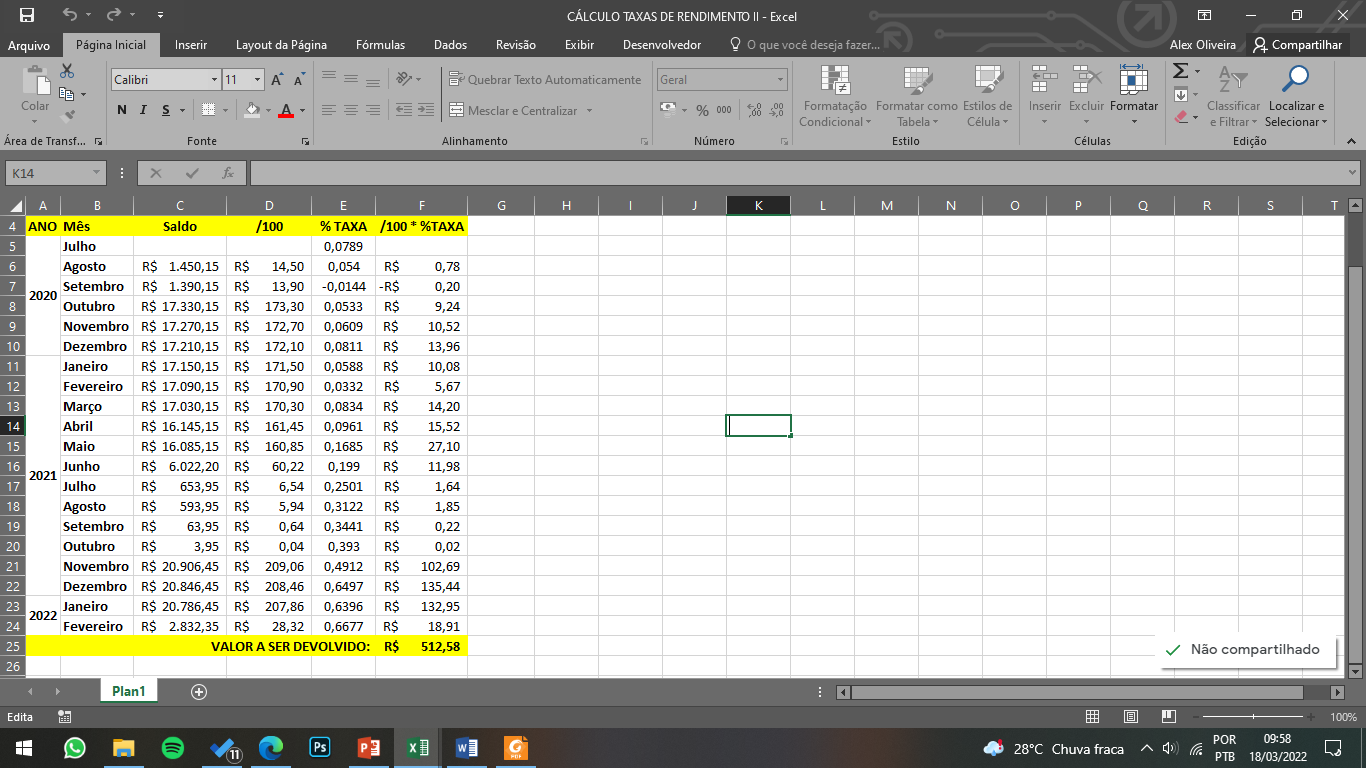 CÁLCULO TAXAS DE RENDIMENTO II - Excel
Arquivo Página Inicial Inserir Layout da Página Fórmulas Dados Revisão Exibir Desenvolvedor O que você deseja fazer... Alex Oliveira Compartilhar
Colar Calibri 11 Quebrar Texto Automaticamente Geral
N I S Mesclar e Centralizar % 000
Formatação Condicional Formatar como Tabela Estilos de Célula Inserir Excluir Formatar Classificar e Filtrar Localizar e Selecionar
Área de Transf... Fonte Alinhamento Número Estilo Células Edição
K14 fx
A B C D E F G H I J K L M N O P Q R S T
4 ANO Mês Saldo /100 % TAXA /100 * %TAXA
5 Julho 0,0789
6 Agosto R$ 1.450,15 R$ 14,50 0,054 R$ 0,78
7 Setembro R$ 1.390,15 R$ 13,90 -0,0144 -R$ 0,20
2020
8 Outubro R$ 17.330,15 R$ 173,30 0,0533 R$ 9,24
9 Novembro R$ 17.270,15 R$ 172,70 0,0609 R$ 10,52
10 Dezembro R$ 17.210,15 R$ 172,10 0,0811 R$ 13,96
11 Janeiro R$ 17.150,15 R$ 171,50 0,0588 R$ 10,08
12 Fevereiro R$ 17.090,15 R$ 170,90 0,0332 R$ 5,67
13 Março R$ 17.030,15 R$ 170,30 0,0834 R$ 14,20
14 Abril R$ 16.145,15 R$ 161,45 0,0961 R$ 15,52
15 Maio R$ 16.085,15 R$ 160,85 0,1685 R$ 27,10
16 Junho R$ 6.022,20 R$ 60,22 0,199 R$ 11,98
2021
17 Julho R$ 653,95 R$ 6,54 0,2501 R$ 1,64
18 Agosto R$ 593,95 R$ 5,94 0,3122 R$ 1,85
19 Setembro R$ 63,95 R$ 0,64 0,3441 R$ 0,22
20 Outubro R$ 3,95 R$ 0,04 0,393 R$ 0,02
21 Novembro R$ 20.906,45 R$ 209,06 0,4912 R$ 102,69
22 Dezembro R$ 20.846,45 R$ 208,46 0,6497 R$ 135,44
23 Janeiro R$ 20.786,45 R$ 207,86 0,6396 R$ 132,95
2022
24 Fevereiro R$ 2.832,35 R$ 28,32 0,6677 R$ 18,91
25 VALOR A SER DEVOLVIDO: R$ 512,58
Não compartilhado
26
Plan1
Edita 100%
11 Ps 28°C Chuva fraca POR 09:58
PTB 18/03/2022